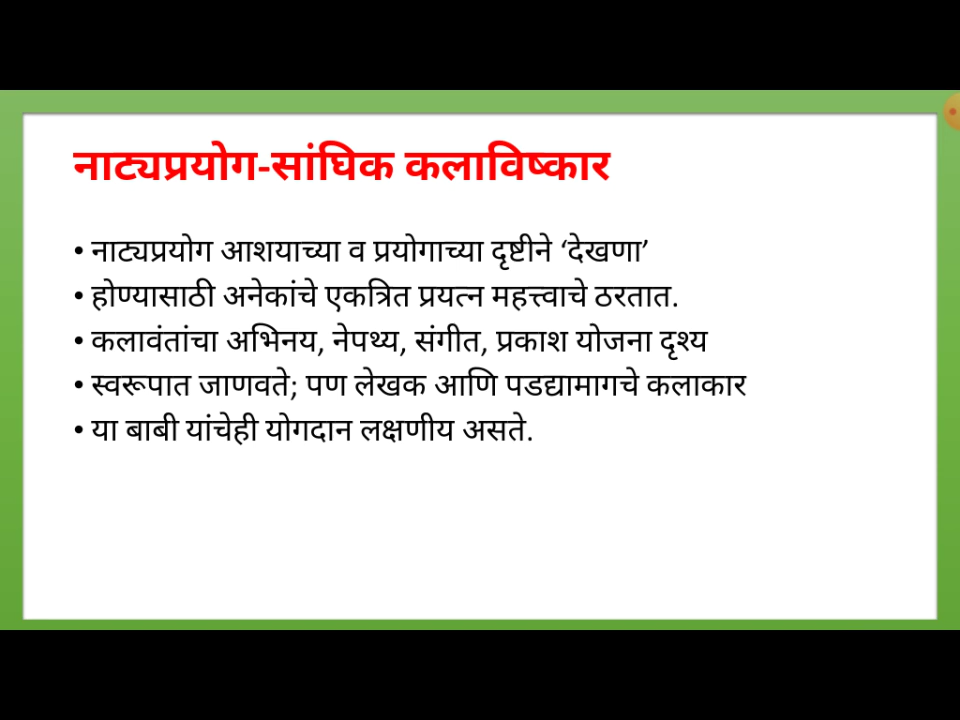 नाट्यप्रयोग-सांघिक कलाविष्कार
• नाट्यप्रयोग आशयाच्या व प्रयोगाच्या दृष्टीने ‘देखणा’
• होण्यासाठी अनेकांचे एकत्रित प्रयत्न महत्त्वाचे ठरतात.
• कलावंतांचा अभिनय, नेपथ्य, संगीत, प्रकाश योजना दृश्य
• स्वरूपात जाणवते; पण लेखक आणि पडद्यामागचे कलाकार
• या बाबी यांचेही योगदान लक्षणीय असते.